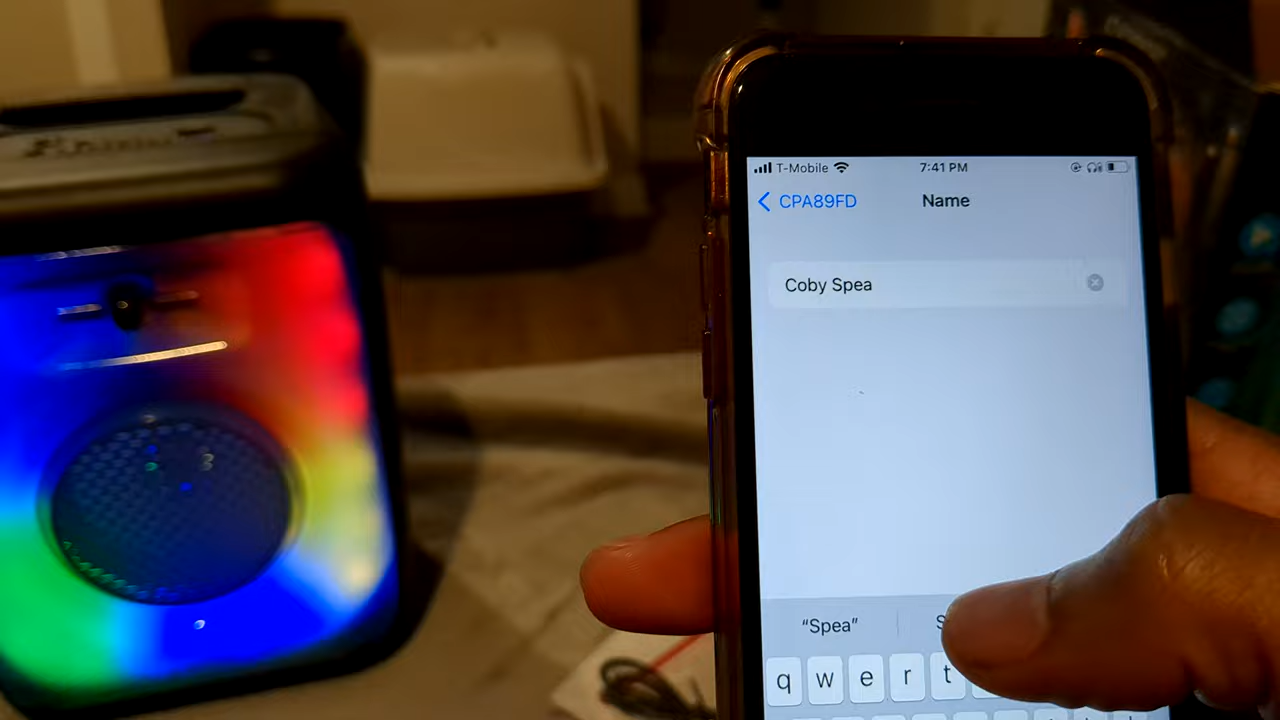 T-Mobile 7:41 PM
CPA89FD Name
Coby Spea
“Spea”
q w e r t